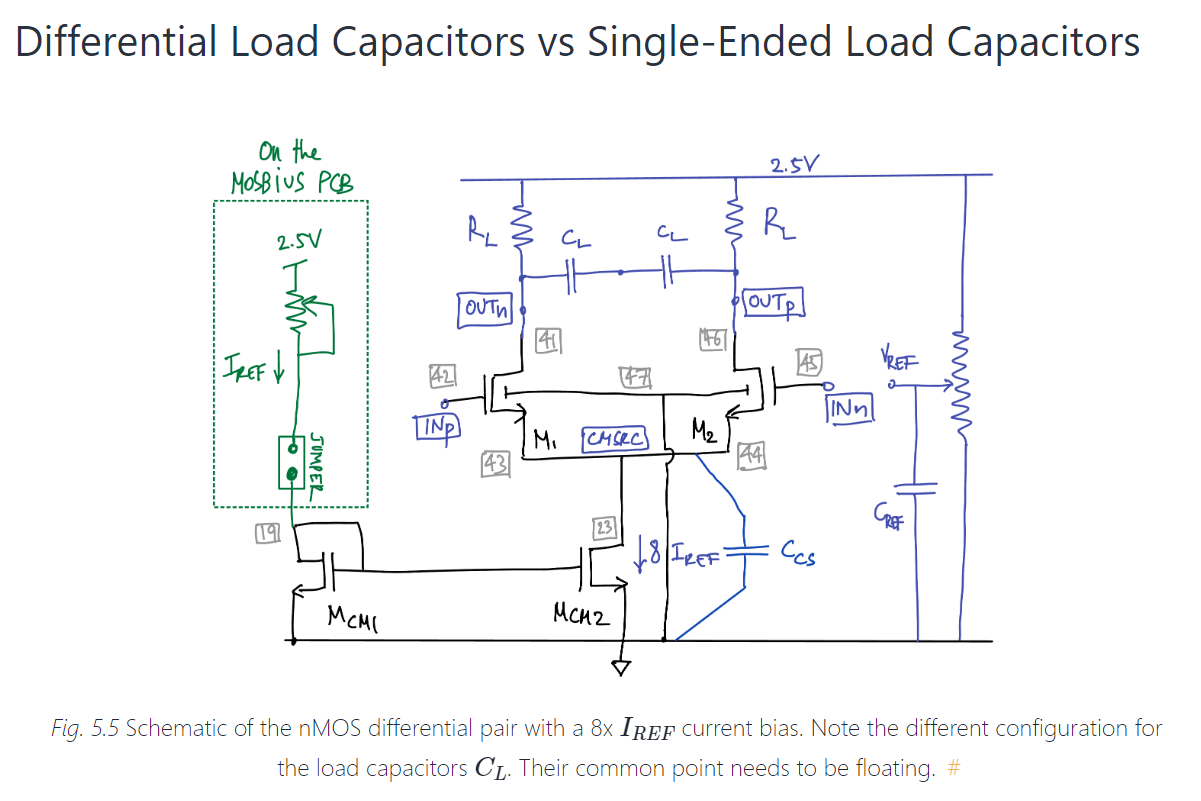 Differential Load Capacitors vs Single-Ended Load Capacitors
On the
MOSBIUS PCB
2.5V
IREF ↓
JUMPER
19
MCM1
2.5V
RL
CL
CL
RL
OUTn
OUTp
41
46
42
47
45
VREF
INp
INn
M1
CMSRC
M2
43
44
23
↓8 IREF
CCS
CREF
MCM2
Fig. 5.5 Schematic of the nMOS differential pair with a 8x IREF current bias. Note the different configuration for
the load capacitors CL. Their common point needs to be floating. #